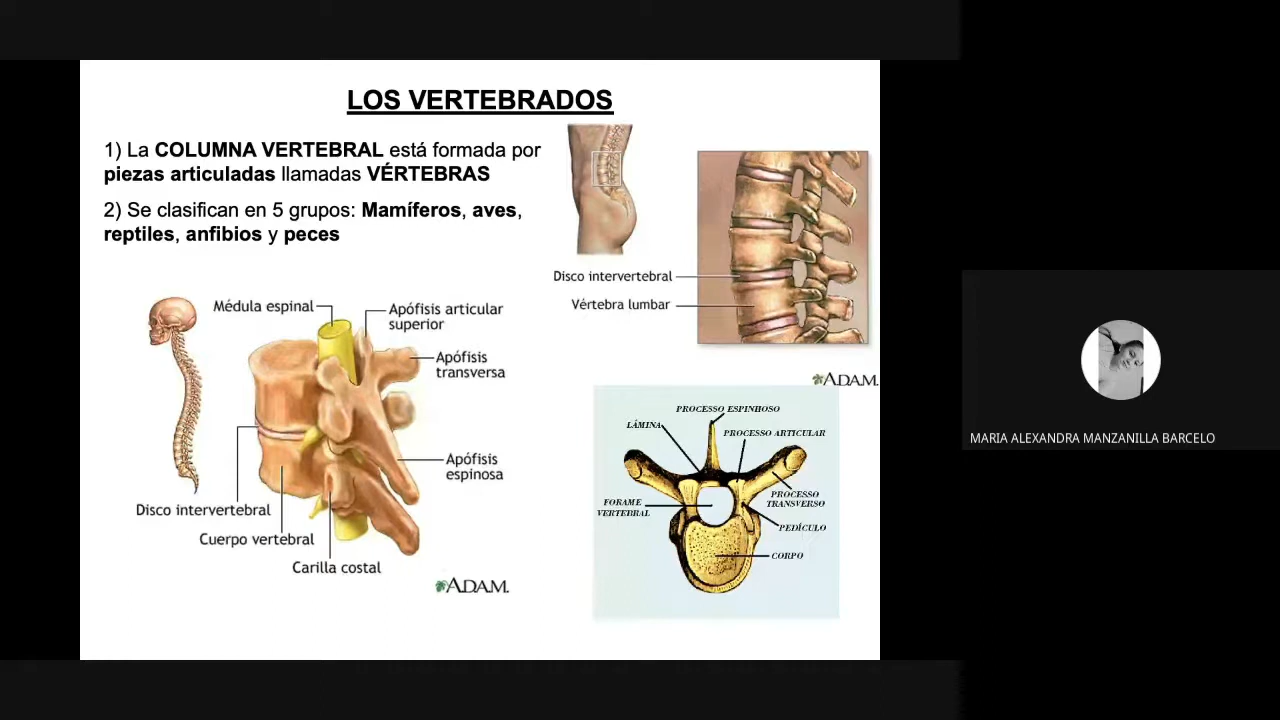 LOS VERTEBRADOS
1) La COLUMNA VERTEBRAL está formada por
piezas articuladas llamadas VÉRTEBRAS
2) Se clasifican en 5 grupos: Mamíferos, aves,
reptiles, anfibios y peces
Disco intervertebral
Vértebra lumbar
ADAM.
Médula espinal
Apófisis articular
superior
Apófisis
transversa
Apófisis
espinosa
Disco intervertebral
Cuerpo vertebral
Carilla costal
ADAM.
PROCESSO ESPINHOSO
LÁMINA
PROCESSO ARTICULAR
FORAME
VERTEBRAL
PROCESSO
TRANSVERSO
PEDÍCULO
CORPO
MARIA ALEXANDRA MANZANILLA BARCELO